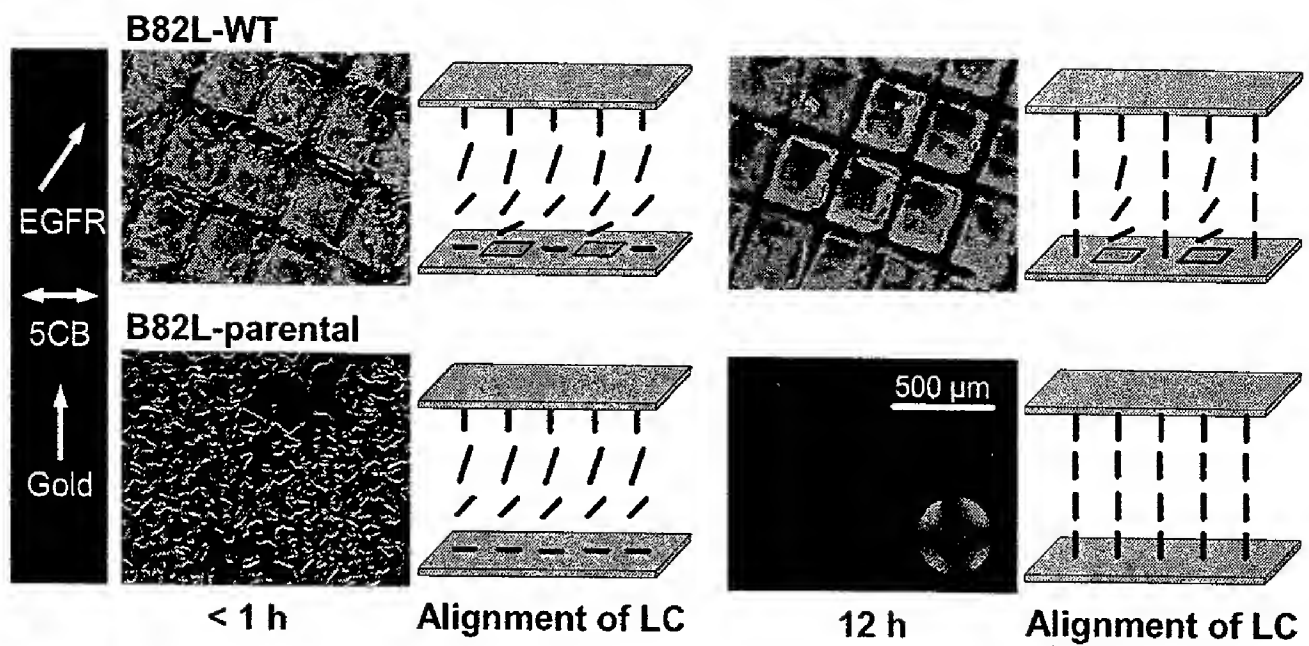 B82L-WT
EGFR
5CB
Gold
B82L-parental
500 µm
< 1 h
Alignment of LC
12 h
Alignment of LC